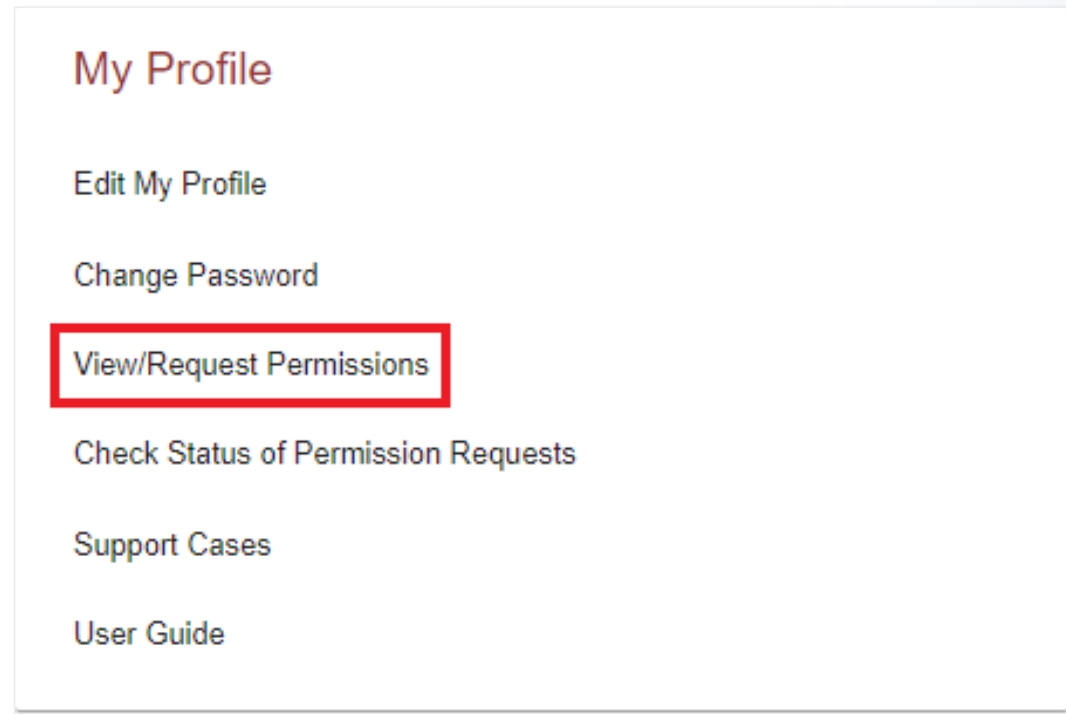 My Profile
Edit My Profile
Change Password
View/Request Permissions
Check Status of Permission Requests
Support Cases
User Guide